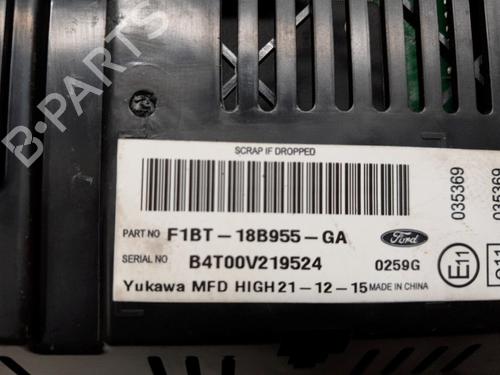 B-PARTS
SCRAP IF DROPPED
PART NO F1BT-18B955-GA
Ford
SERIAL NO B4T00V219524 0259G
Yukawa MFD HIGH 21-12-15 MADE IN CHINA
035369
E11
035369